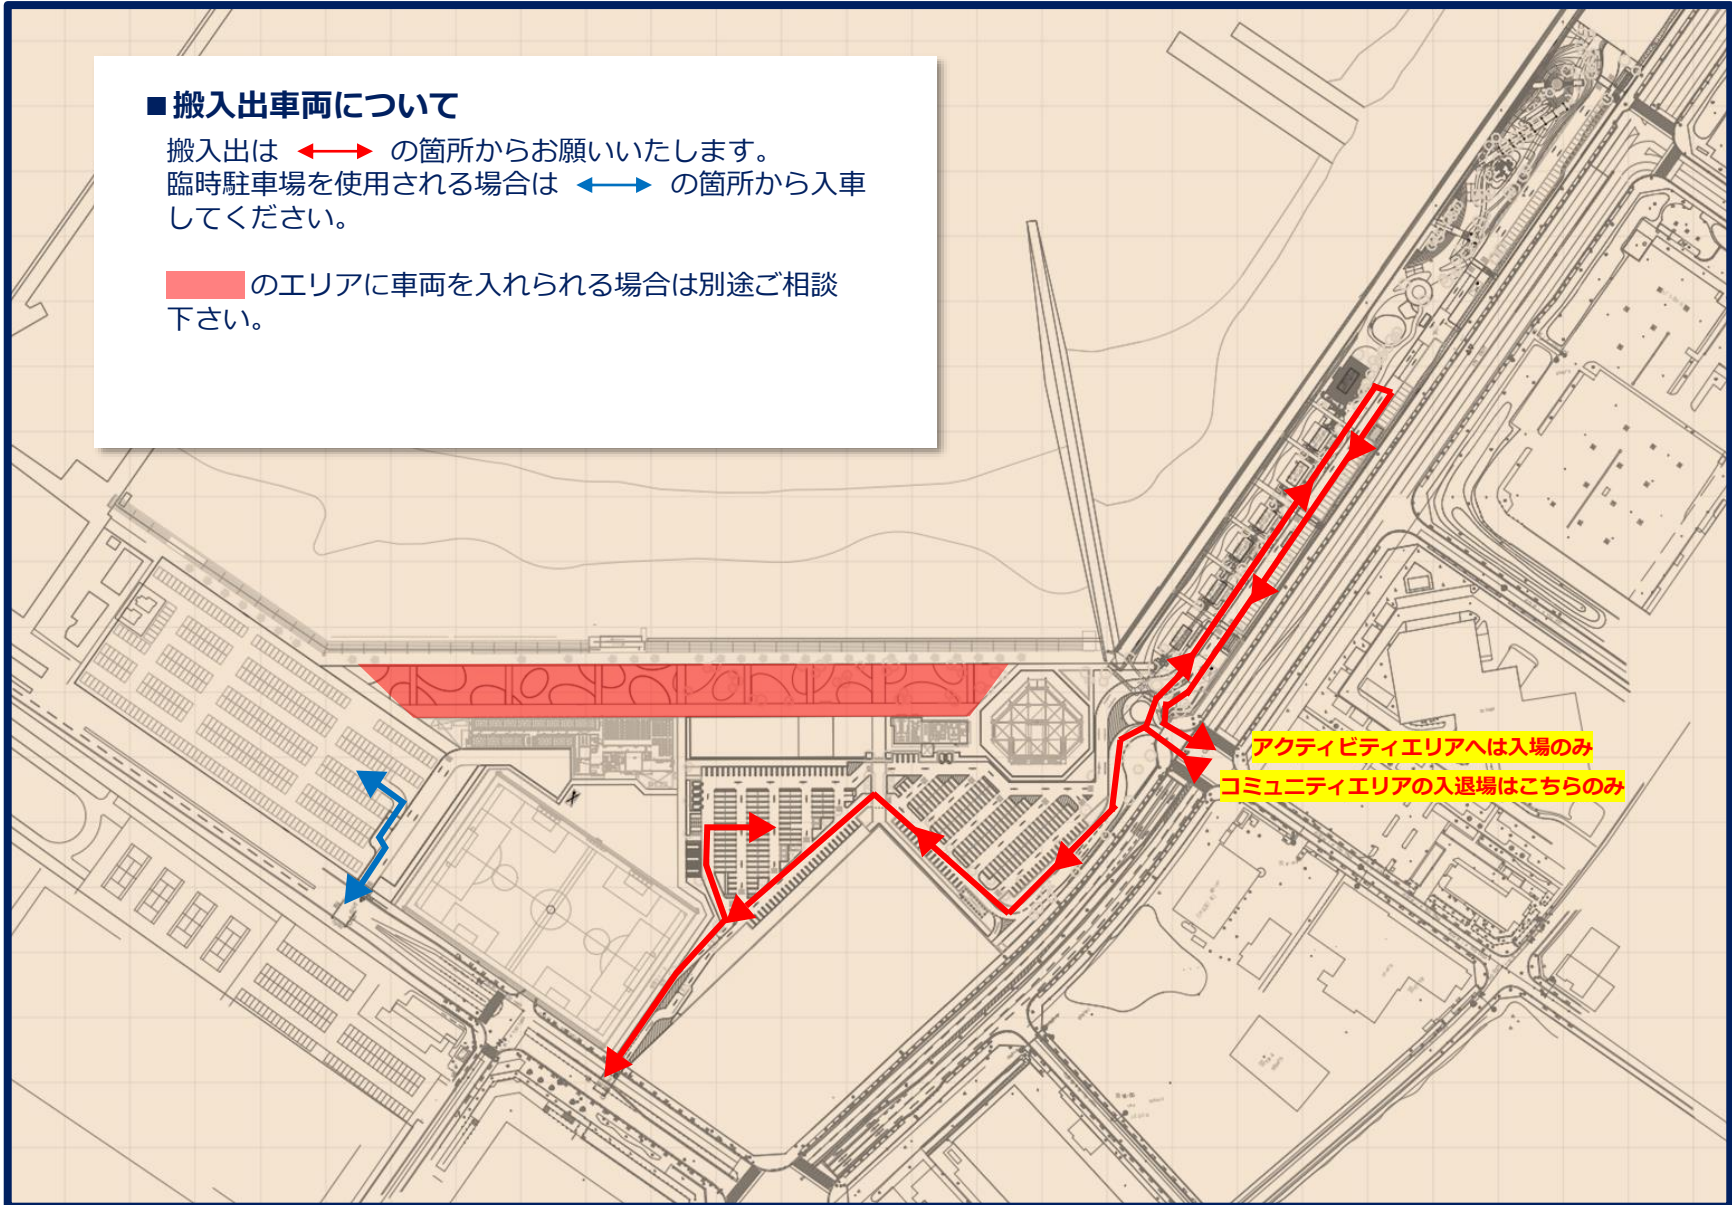 ■搬入出車両について
搬入出は の箇所からお願いいたします。
臨時駐車場を使用される場合は の箇所から入車
してください。
のエリアに車両を入れられる場合は別途ご相談
下さい。
アクティビティエリアへは入場のみ
コミュニティエリアの入退場はこちらのみ